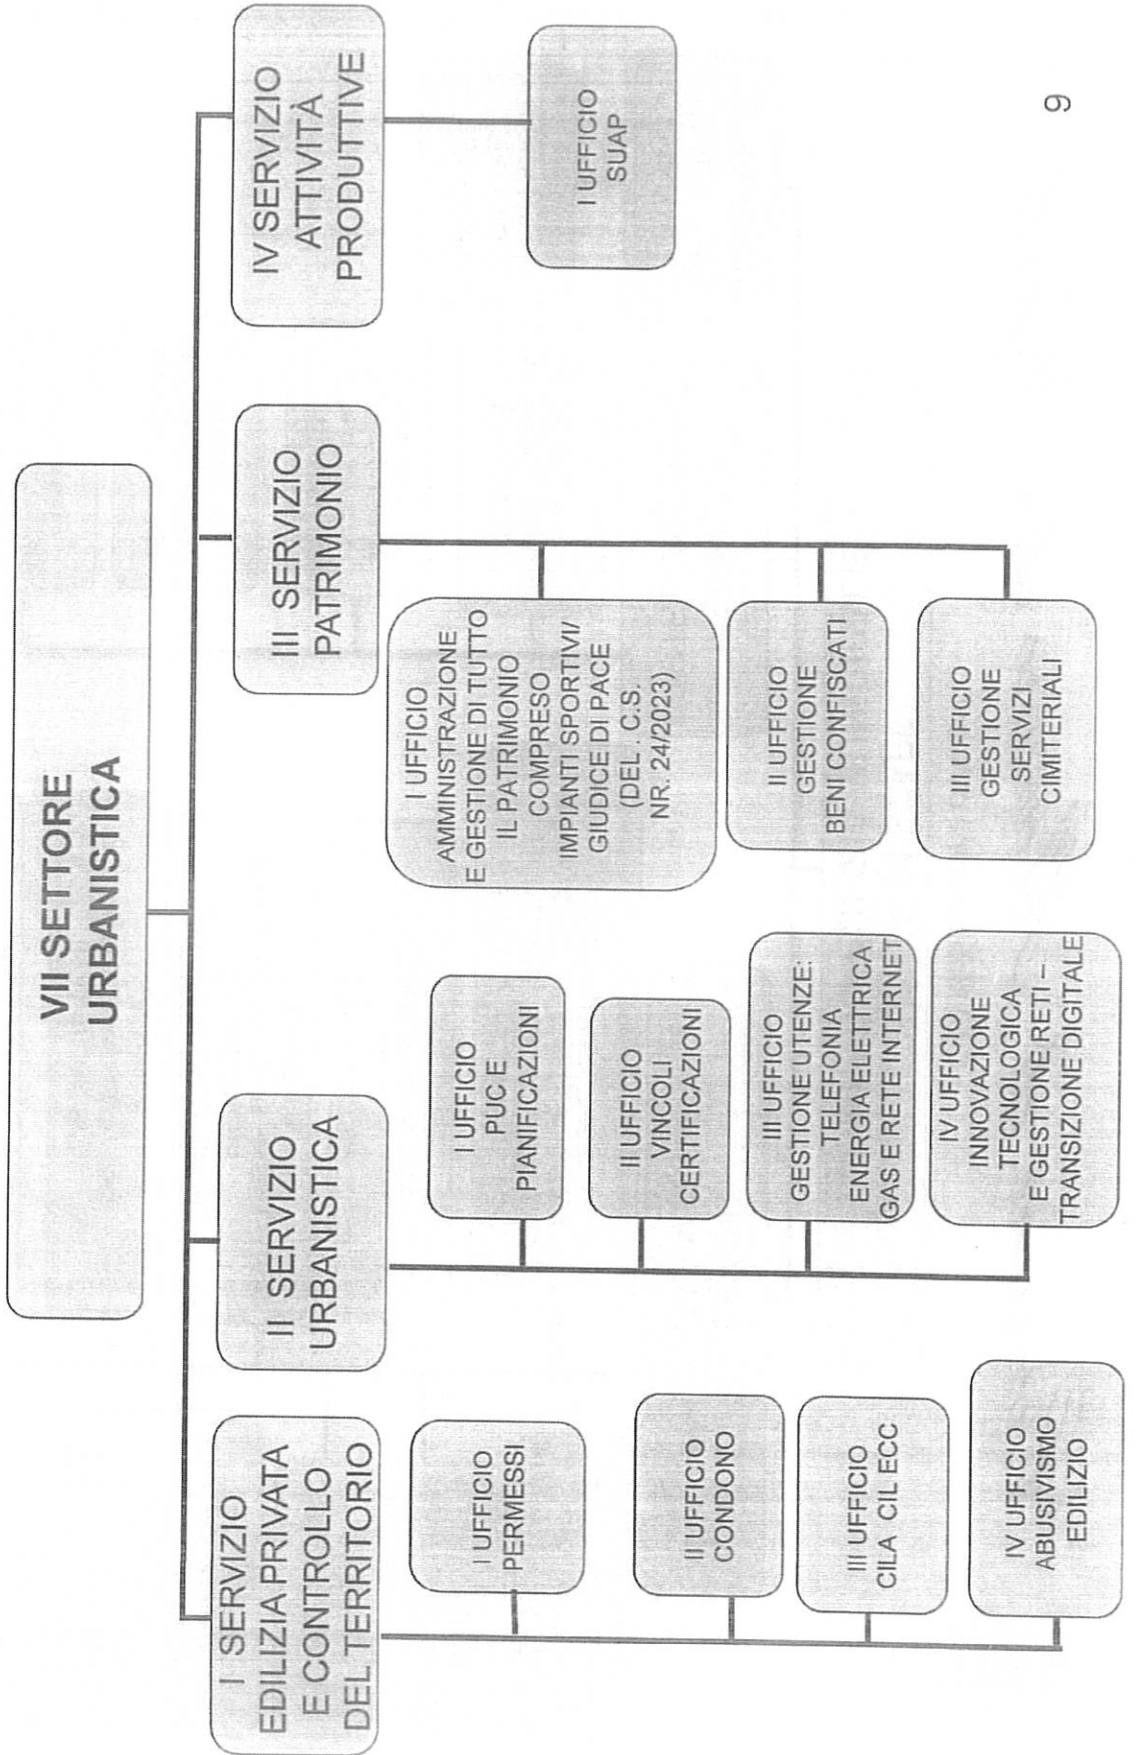 VII SETTORE
URBANISTICA
I SERVIZIO
EDILIZIA PRIVATA
E CONTROLLO
DEL TERRITORIO
I UFFICIO
PERMESSI
II UFFICIO
CONDONO
III UFFICIO
CILA CIL ECC
IV UFFICIO
ABUSIVISMO
EDILIZIO
II SERVIZIO
URBANISTICA
I UFFICIO
PUC E
PIANIFICAZIONI
II UFFICIO
VINCOLI
CERTIFICAZIONI
III UFFICIO
GESTIONE UTENZE:
TELEFONIA
ENERGIA ELETTRICA
GAS E RETE INTERNET
IV UFFICIO
INNOVAZIONE
TECNOLOGICA
E GESTIONE RETI –
TRANSIZIONE DIGITALE
III SERVIZIO
PATRIMONIO
I UFFICIO
AMMINISTRAZIONE
E GESTIONE DI TUTTO
IL PATRIMONIO
COMPRESO
IMPIANTI SPORTIVI/
GIUDICE DI PACE
(DEL. C.S.
NR. 24/2023)
II UFFICIO
GESTIONE
BENI CONFISCATI
III UFFICIO
GESTIONE
SERVIZI
CIMITERIALI
IV SERVIZIO
ATTIVITÀ
PRODUTTIVE
I UFFICIO
SUAP
9